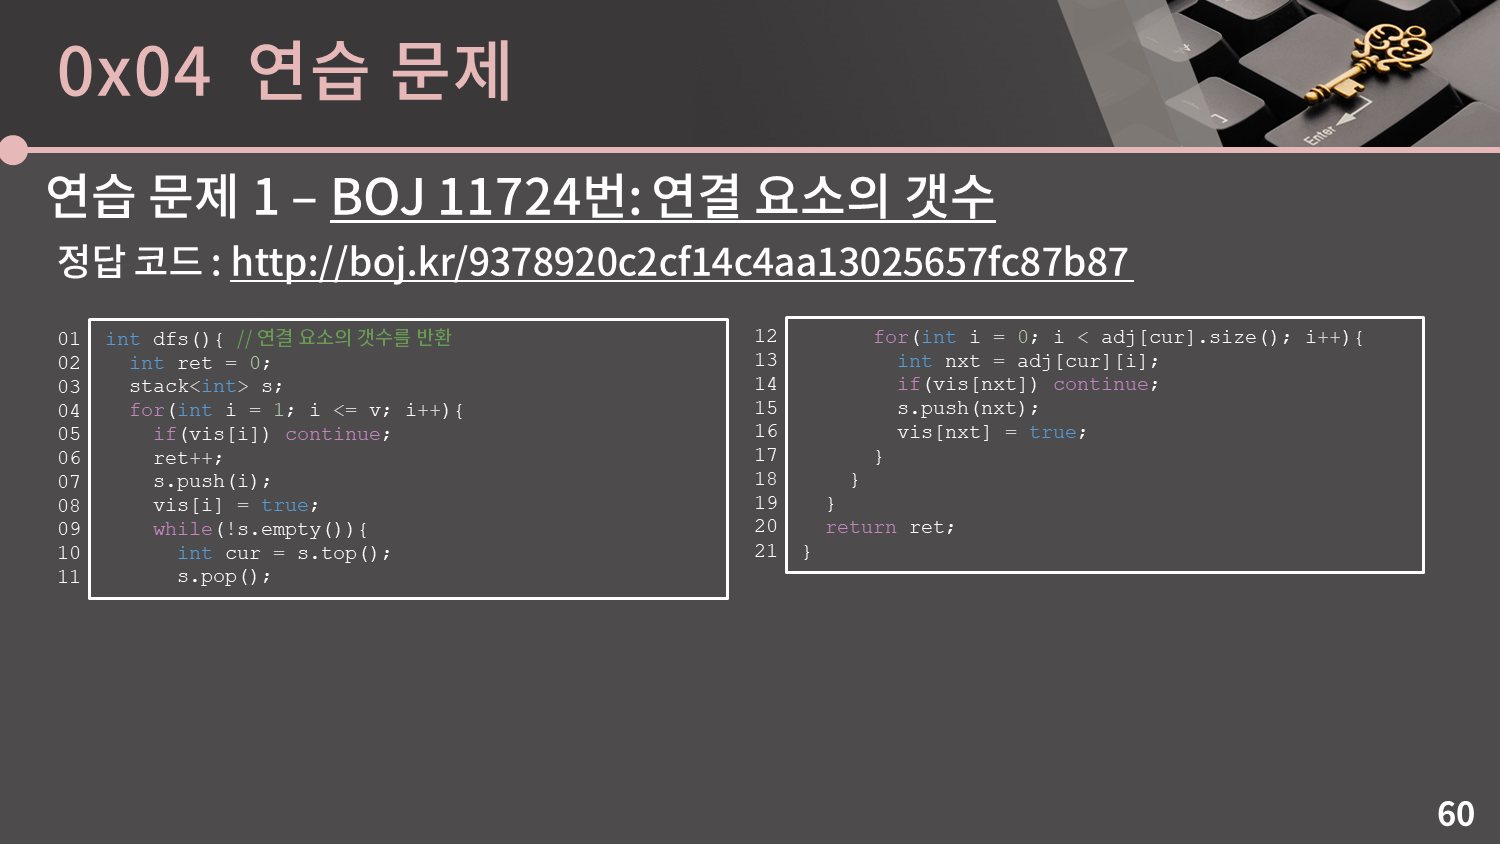 0x04 연습 문제
Enter
연습 문제 1 – BOJ 11724번: 연결 요소의 갯수
정답 코드 : http://boj.kr/9378920c2cf14c4aa13025657fc87b87
01 int dfs(){ // 연결 요소의 갯수를 반환
02   int ret = 0;
03   stack<int> s;
04   for(int i = 1; i <= v; i++){
05     if(vis[i]) continue;
06     ret++;
07     s.push(i);
08     vis[i] = true;
09     while(!s.empty()){
10       int cur = s.top();
11       s.pop();
12       for(int i = 0; i < adj[cur].size(); i++){
13         int nxt = adj[cur][i];
14         if(vis[nxt]) continue;
15         s.push(nxt);
16         vis[nxt] = true;
17       }
18     }
19   }
20   return ret;
21 }
60